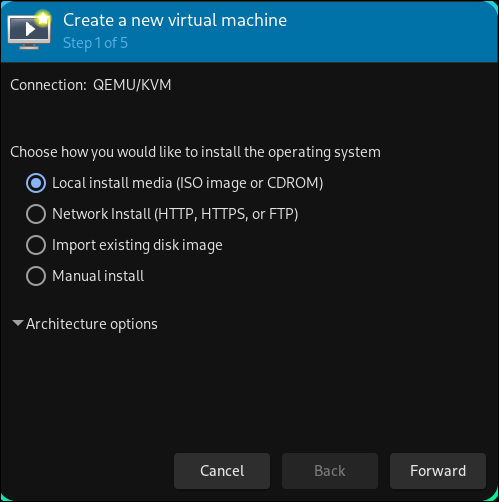 Create a new virtual machine
Step 1 of 5
Connection: QEMU/KVM
Choose how you would like to install the operating system
Local install media (ISO image or CDROM)
Network Install (HTTP, HTTPS, or FTP)
Import existing disk image
Manual install
Architecture options
Cancel Back Forward